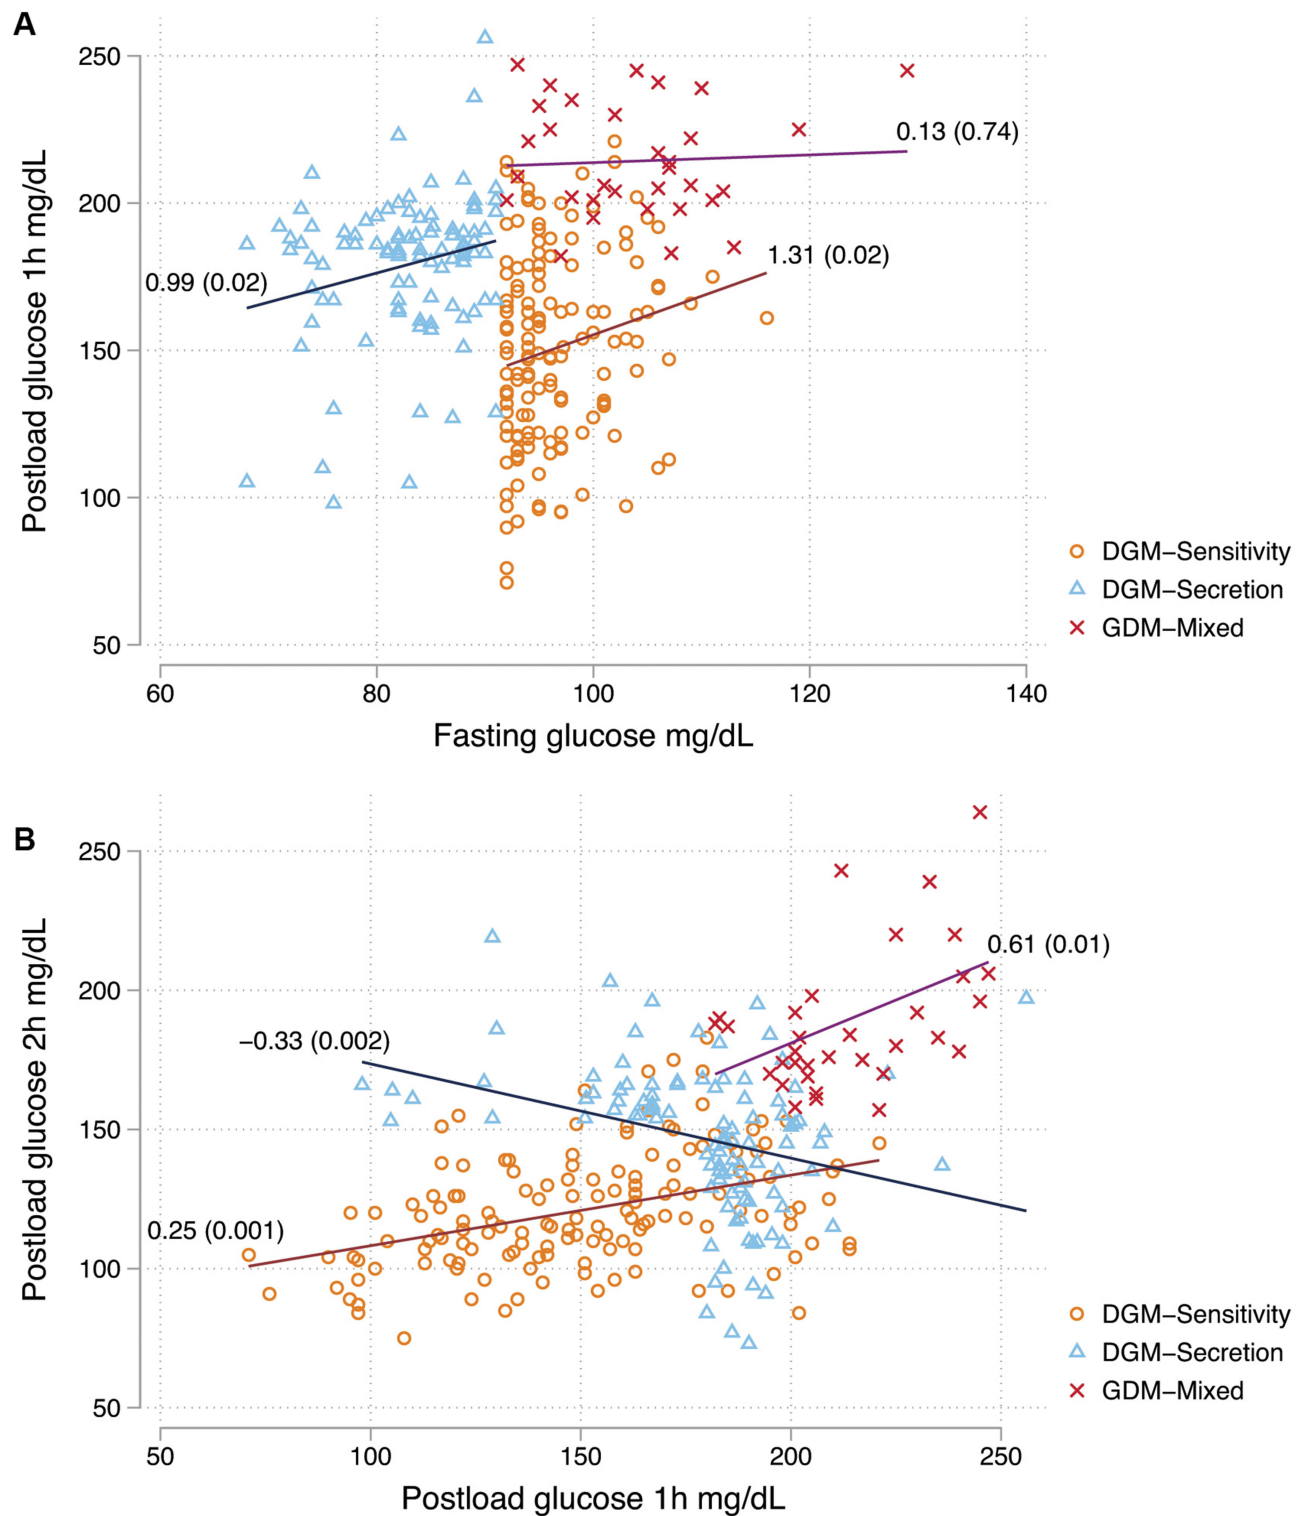 A
250
200
150
100
50
Postload glucose 1h mg/dL
0.13 (0.74)
1.31 (0.02)
0.99 (0.02)
DGM–Sensitivity
DGM–Secretion
GDM–Mixed
60 80 100 120 140
Fasting glucose mg/dL
B
250
200
150
100
50
Postload glucose 2h mg/dL
0.61 (0.01)
–0.33 (0.002)
0.25 (0.001)
DGM–Sensitivity
DGM–Secretion
GDM–Mixed
50 100 150 200 250
Postload glucose 1h mg/dL